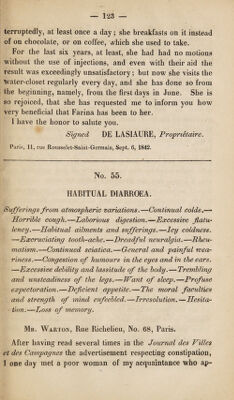 — 123 —
terruptedly, at least once a day; she breakfasts on it instead
of on chocolate, or on coffee, which she used to take.
For the last six years, at least, she had had no motions
without the use of injections, and even with their aid the
result was exceedingly unsatisfactory; but now she visits the
water-closet regularly every day, and she has done so from
the beginning, namely, from the first days in June. She is
so rejoiced, that she has requested me to inform you how
very beneficial that Farina has been to her.
I have the honor to salute you.
Signed DE LASIAURE, Propriétaire.
Paris, 11, rue Rousselet-Saint-Germain, Sept. 6, 1842.
No. 55.
HABITUAL DIARRŒA.
Sufferings from atmospheric variations.—Continual colds.—
Horrible cough.—Laborious digestion.—Excessive flatu-
lency.—Habitual ailments and sufferings.—Icy coldness.
—Excruciating tooth-ache.—Dreadful neuralgia.—Rheu-
matism.—Continued sciatica.—General and painful wea-
riness.—Congestion of humours in the eyes and in the ears.
—Excessive debility and lassitude of the body.—Trembling
and unsteadiness of the legs.—Want of sleep.—Profuse
expectoration.—Deficient appetite.—The moral faculties
and strength of mind enfeebled.—Irresolution.—Hesita-
tion.—Loss of memory.
Mr. Warton, Rue Richelieu, No. 68, Paris.
After having read several times in the Journal des Villes
et des Campagnes the advertisement respecting constipation,
I one day met a poor woman of my acquaintance who ap-